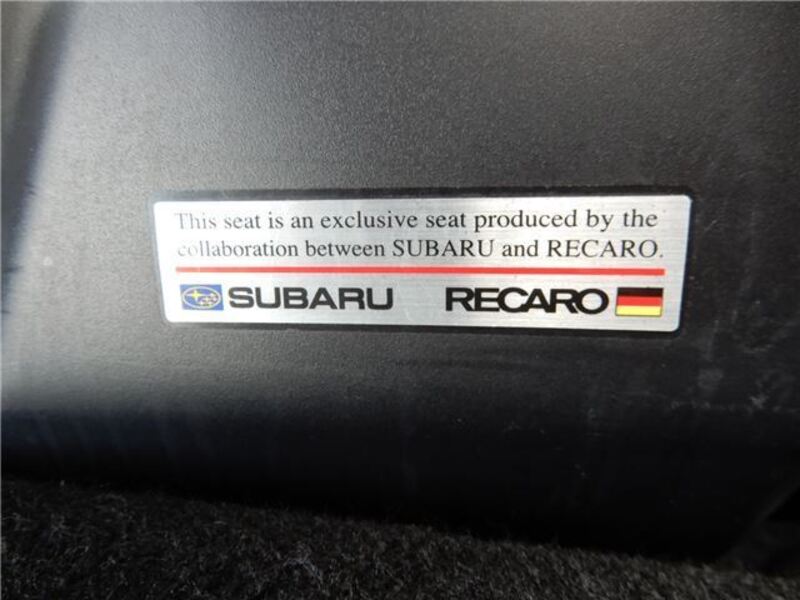 This seat is an exclusive seat produced by the
collaboration between SUBARU and RECARO.
SUBARU RECARO